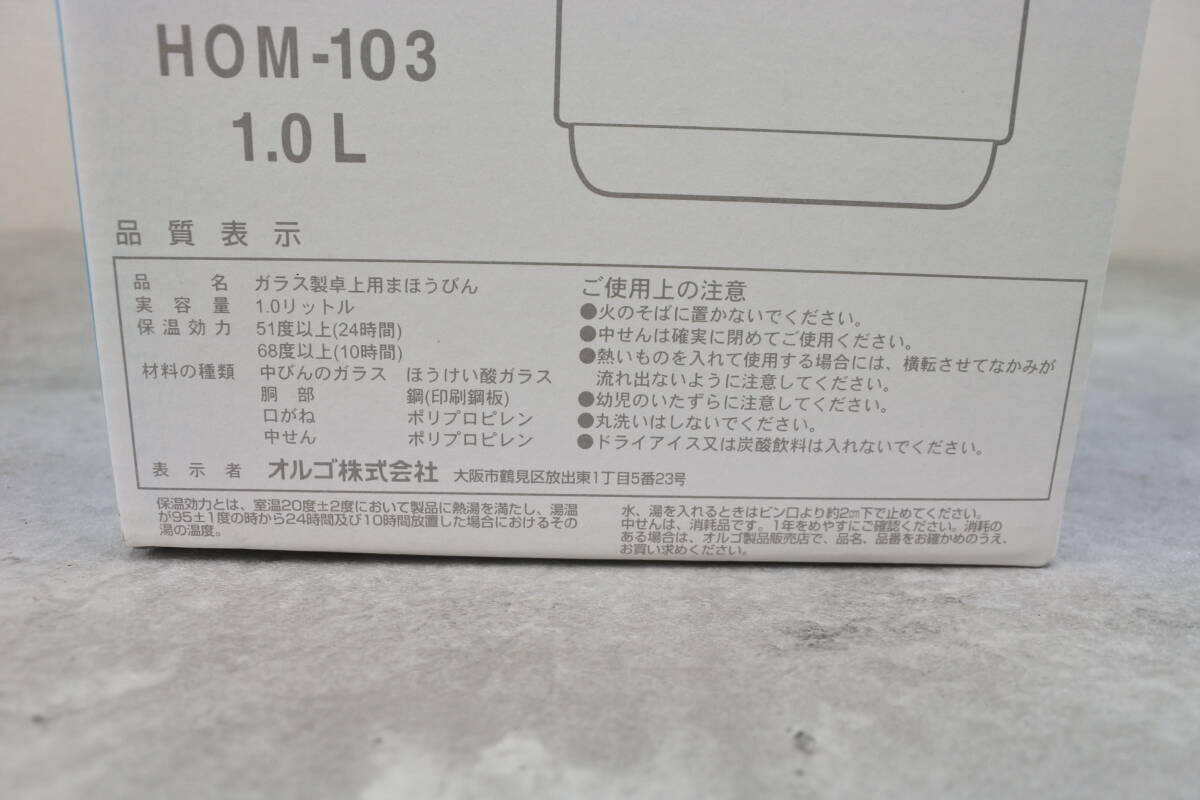 HOM-103
1.0 L
品質表示
品名 ガラス製卓上用まほうびん
実容量 1.0リットル
保温効力 51度以上(24時間)
68度以上(10時間)
材料の種類 中びんのガラス ほうけい酸ガラス
胴部 鋼(印刷鋼板)
口がね ポリプロピレン
中せん ポリプロピレン
ご使用上の注意
●火のそばに置かないでください。
●中せんは確実に閉めてご使用ください。
●熱いものを入れて使用する場合には、横転させてなかみが
流れ出ないように注意してください。
●幼児のいたずらに注意してください。
●丸洗いはしないでください。
●ドライアイス又は炭酸飲料は入れないでください。
表示者 オルゴ株式会社 大阪市鶴見区放出東1丁目5番23号
保温効力とは、室温20度±2度において製品に熱湯を満たし、湯温
が95±1度の時から24時間及び10時間放置した場合におけるその
湯の温度。
水、湯を入れるときはビン口より約2㎝下で止めてください。
中せんは、消耗品です。1年をめやすにご確認ください。消耗の
ある場合は、オルゴ製品販売店で、品名、品番をお確かめのうえ、
お買い求めください。